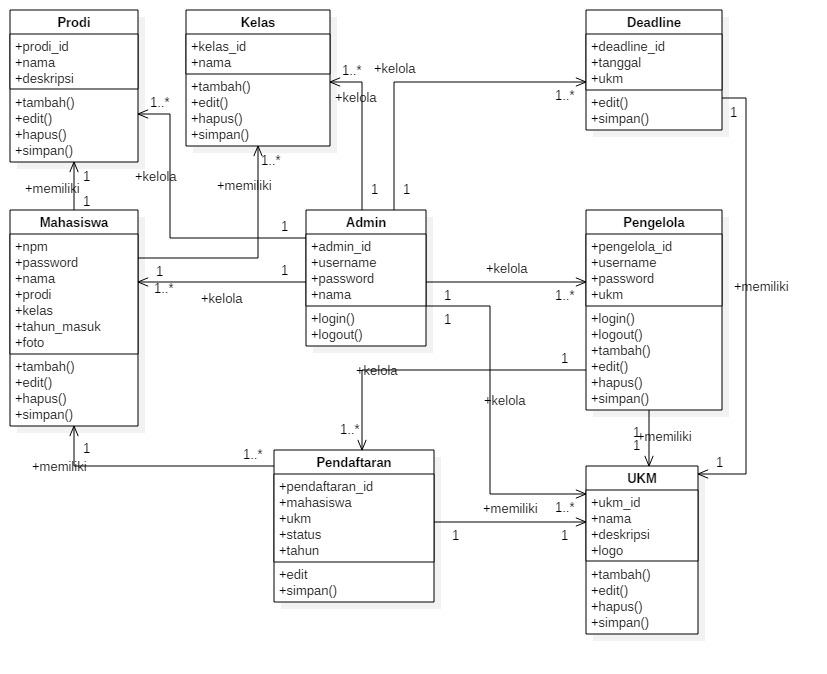 Prodi
+prodi_id
+nama
+deskripsi
+tambah()
+edit()
+hapus()
+simpan()
Kelas
+kelas_id
+nama
+tambah()
+edit()
+hapus()
+simpan()
Deadline
+deadline_id
+tanggal
+ukm
+edit()
+simpan()
1..*
+kelola
+kelola
1..*
1..*
1
1..*
+kelola
+memiliki
1
+memiliki
1
1
1
Mahasiswa
+npm
+password
+nama
+prodi
+kelas
+tahun_masuk
+foto
+tambah()
+edit()
+hapus()
+simpan()
1
1
1
1..*
+kelola
Admin
+admin_id
+username
+password
+nama
+login()
+logout()
+kelola
1..*
1
1
Pengelola
+pengelola_id
+username
+password
+ukm
+login()
+logout()
+tambah()
+edit()
+hapus()
+simpan()
+memiliki
1
+kelola
+kelola
1..*
1
+memiliki
1
1
1
+memiliki
1..*
Pendaftaran
+pendaftaran_id
+mahasiswa
+ukm
+status
+tahun
+edit
+simpan()
+memiliki
1..*
1
1
UKM
+ukm_id
+nama
+deskripsi
+logo
+tambah()
+edit()
+hapus()
+simpan()